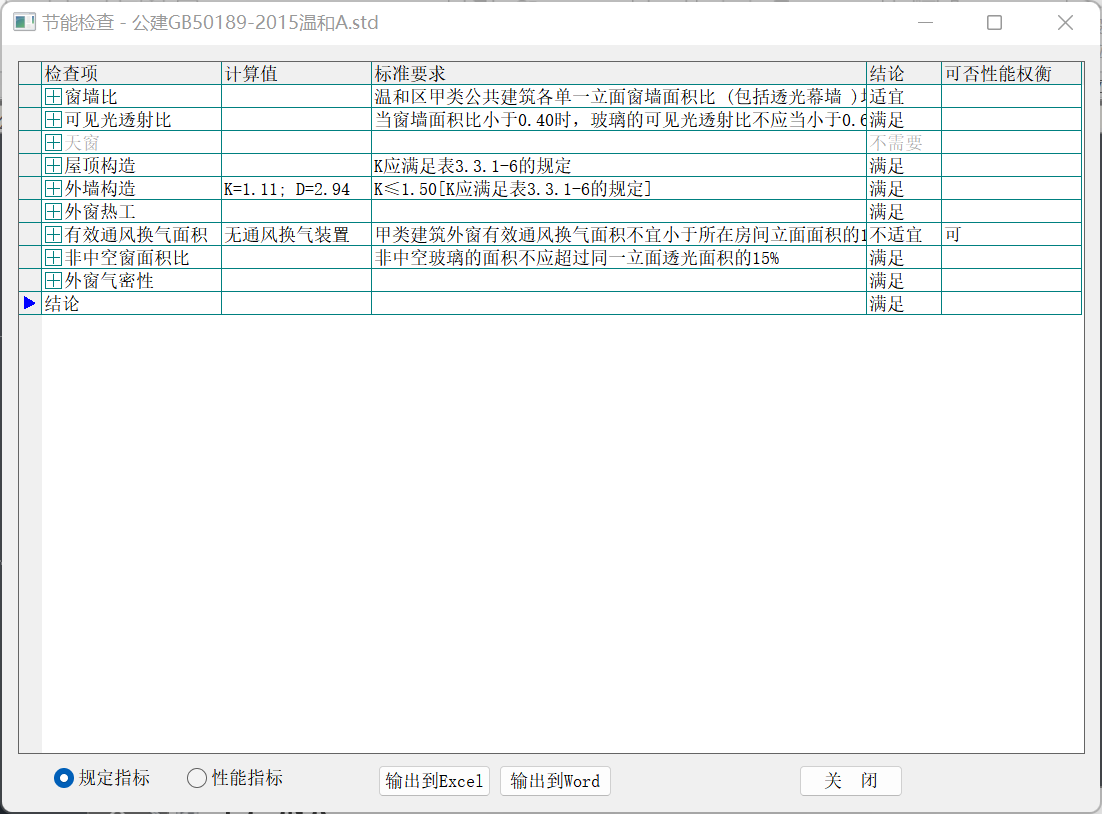 节能检查 - 公建GB50189-2015温和A.std
检查项 计算值 标准要求 结论 可否性能权衡
窗墙比 温和区甲类公共建筑各单一立面窗墙面积比 (包括透光幕墙 )均 适宜
可见光透射比 当窗墙面积比小于0.40时，玻璃的可见光透射比不应当小于0.6 满足
天窗 不需要
屋顶构造 K应满足表3.3.1-6的规定 满足
外墙构造 K=1.11; D=2.94 K≤1.50[K应满足表3.3.1-6的规定] 满足
外窗热工 满足
有效通风换气面积 无通风换气装置 甲类建筑外窗有效通风换气面积不宜小于所在房间立面面积的1 不适宜 可
非中空窗面积比 非中空玻璃的面积不应超过同一立面透光面积的15% 满足
外窗气密性 满足
结论 满足
规定指标 性能指标 输出到Excel 输出到Word 关 闭